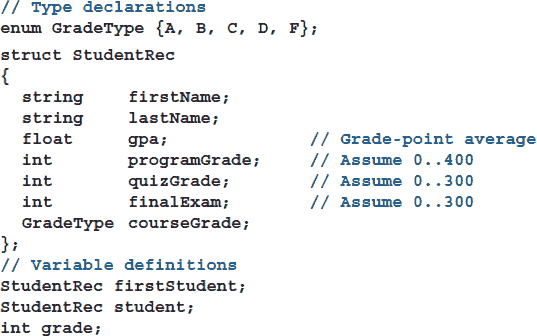 // Type declarations
enum GradeType {A, B, C, D, F};
struct StudentRec
{
  string    firstName;
  string    lastName;
  float     gpa;             // Grade-point average
  int       programGrade;    // Assume 0..400
  int       quizGrade;       // Assume 0..300
  int       finalExam;       // Assume 0..300
  GradeType courseGrade;
};
// Variable definitions
StudentRec firstStudent;
StudentRec student;
int grade;